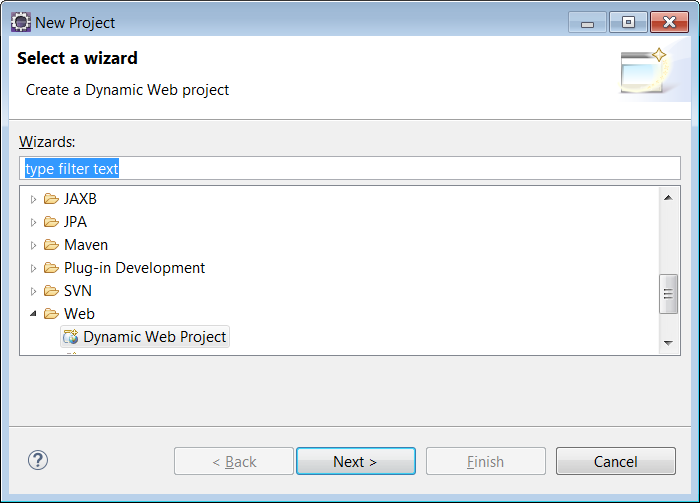 New Project
Select a wizard
Create a Dynamic Web project
Wizards:
type filter text
JAXB
JPA
Maven
Plug-in Development
SVN
Web
Dynamic Web Project
?
< Back
Next >
Finish
Cancel